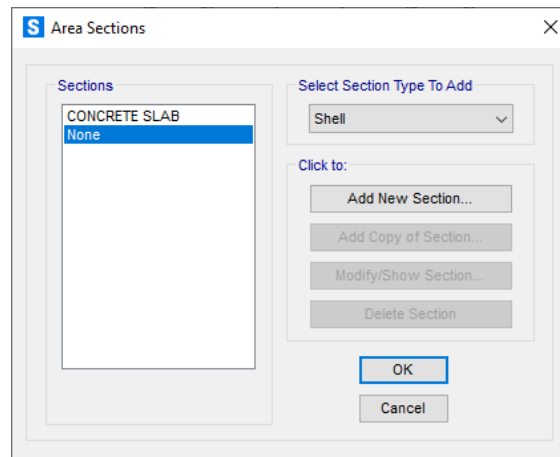 S Area Sections
Sections
CONCRETE SLAB
None
Select Section Type To Add
Shell
Click to:
Add New Section...
Add Copy of Section...
Modify/Show Section...
Delete Section
OK
Cancel